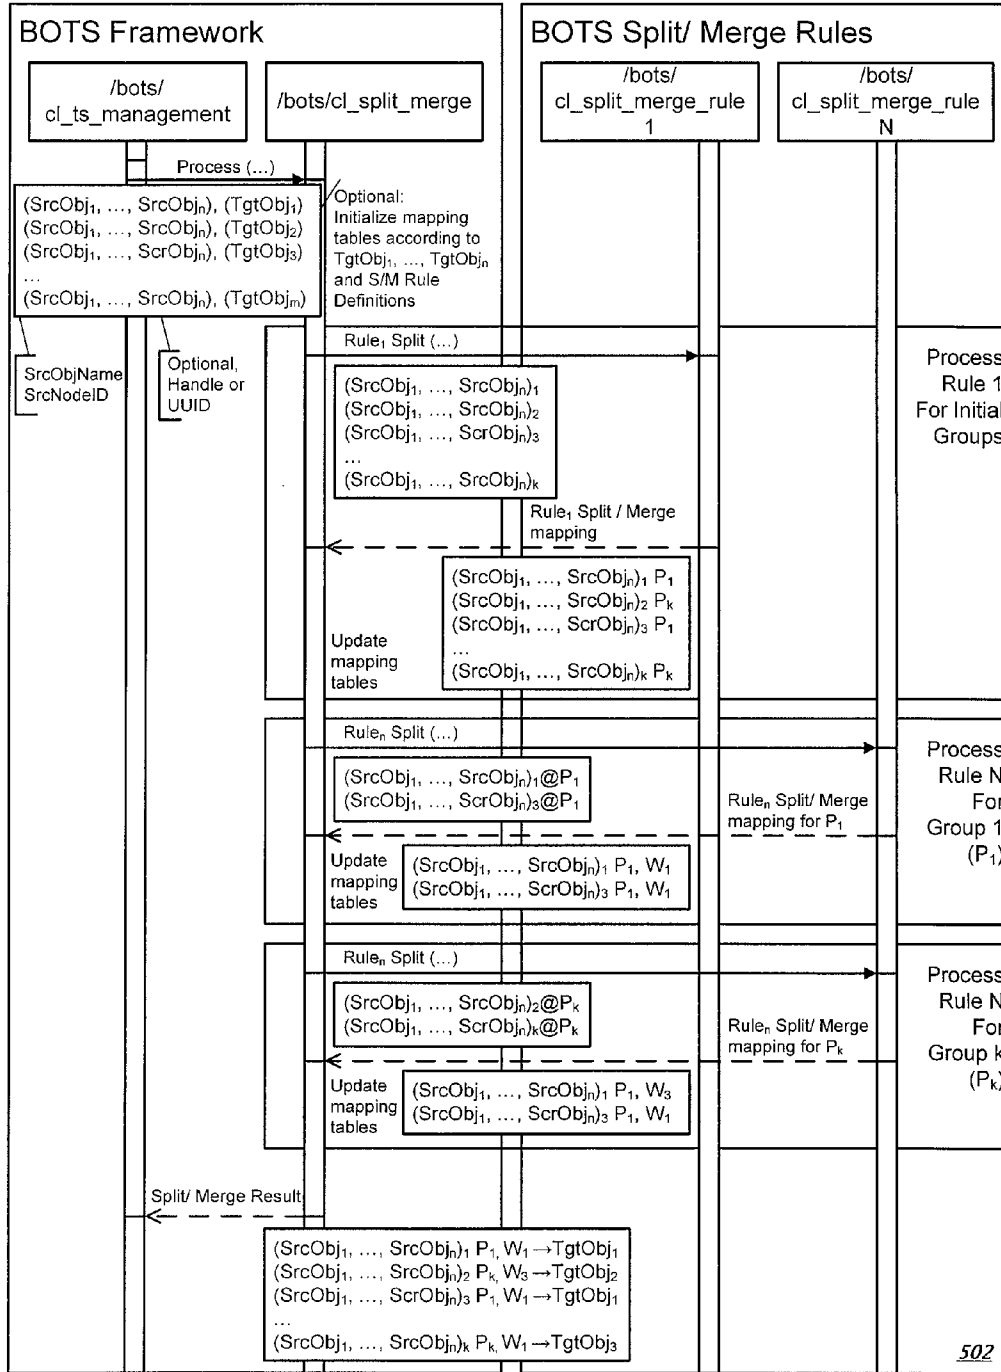 BOTS Framework
BOTS Split/ Merge Rules
/bots/
cl_ts_management
/bots/cl_split_merge
/bots/
cl_split_merge_rule
1
/bots/
cl_split_merge_rule
N
Process (...)
(SrcObj1, ..., SrcObjn), (TgtObj1)
(SrcObj1, ..., SrcObjn), (TgtObj2)
(SrcObj1, ..., ScrObjn), (TgtObj3)
...
(SrcObj1, ..., SrcObjn), (TgtObjm)
Optional:
Initialize mapping
tables according to
TgtObj1, ..., TgtObjn
and S/M Rule
Definitions
SrcObjName
SrcNodeID
Optional,
Handle or
UUID
Rule1 Split (...)
(SrcObj1, ..., SrcObjn)1
(SrcObj1, ..., SrcObjn)2
(SrcObj1, ..., ScrObjn)3
...
(SrcObj1, ..., SrcObjn)k
Process
Rule 1
For Initial
Groups
Rule1 Split / Merge
mapping
(SrcObj1, ..., SrcObjn)1 P1
(SrcObj1, ..., SrcObjn)2 Pk
(SrcObj1, ..., ScrObjn)3 P1
...
(SrcObj1, ..., SrcObjn)k Pk
Update
mapping
tables
Rulen Split (...)
(SrcObj1, ..., SrcObjn)1@P1
(SrcObj1, ..., ScrObjn)3@P1
Process
Rule N
For
Group 1
(P1)
Rulen Split/ Merge
mapping for P1
Update
mapping
tables
(SrcObj1, ..., SrcObjn)1 P1, W1
(SrcObj1, ..., ScrObjn)3 P1, W1
Rulen Split (...)
(SrcObj1, ..., SrcObjn)2@Pk
(SrcObj1, ..., ScrObjn)k@Pk
Process
Rule N
For
Group k
(Pk)
Rulen Split/ Merge
mapping for Pk
Update
mapping
tables
(SrcObj1, ..., SrcObjn)1 P1, W3
(SrcObj1, ..., ScrObjn)3 P1, W1
Split/ Merge Result
(SrcObj1, ..., SrcObjn)1 P1, W1→TgtObj1
(SrcObj1, ..., SrcObjn)2 Pk, W3→TgtObj2
(SrcObj1, ..., ScrObjn)3 P1, W1→TgtObj1
...
(SrcObj1, ..., SrcObjn)k Pk, W1→TgtObj3
502